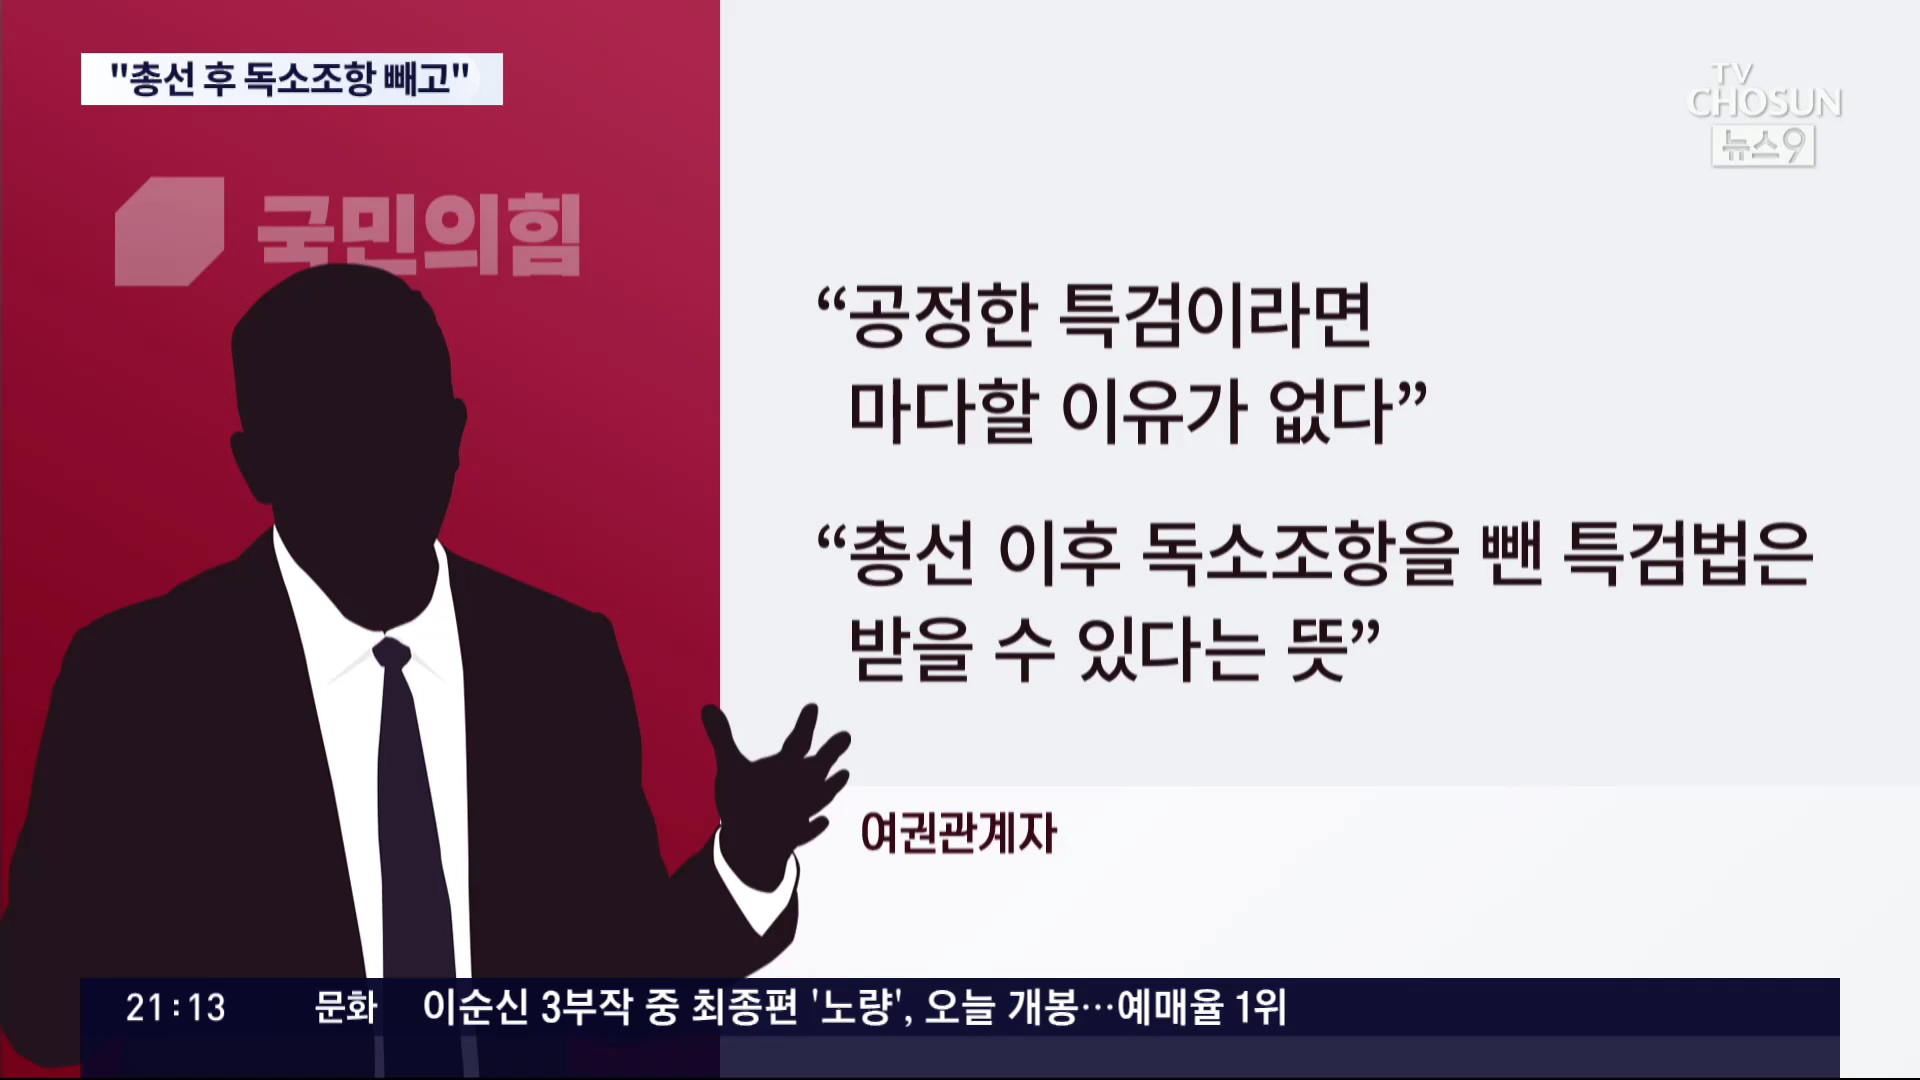 "총선 후 독소조항 빼고"
TV
CHOSUN
뉴스9
국민의힘
“공정한 특검이라면
마다할 이유가 없다”
“총선 이후 독소조항을 뺀 특검법은
받을 수 있다는 뜻”
여권관계자
21:13 문화 이순신 3부작 중 최종편 '노량', 오늘 개봉…예매율 1위